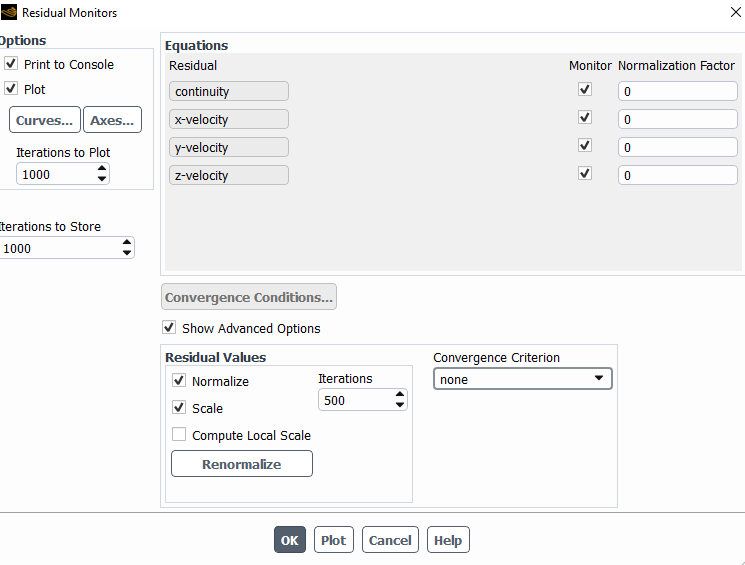 Residual Monitors
Options
Print to Console
Plot
Curves...
Axes...
Iterations to Plot
1000
Iterations to Store
1000
Equations
Residual Monitor Normalization Factor
continuity 0
x-velocity 0
y-velocity 0
z-velocity 0
Convergence Conditions...
Show Advanced Options
Residual Values
Normalize
Iterations
500
Scale
Compute Local Scale
Renormalize
Convergence Criterion
none
OK Plot Cancel Help